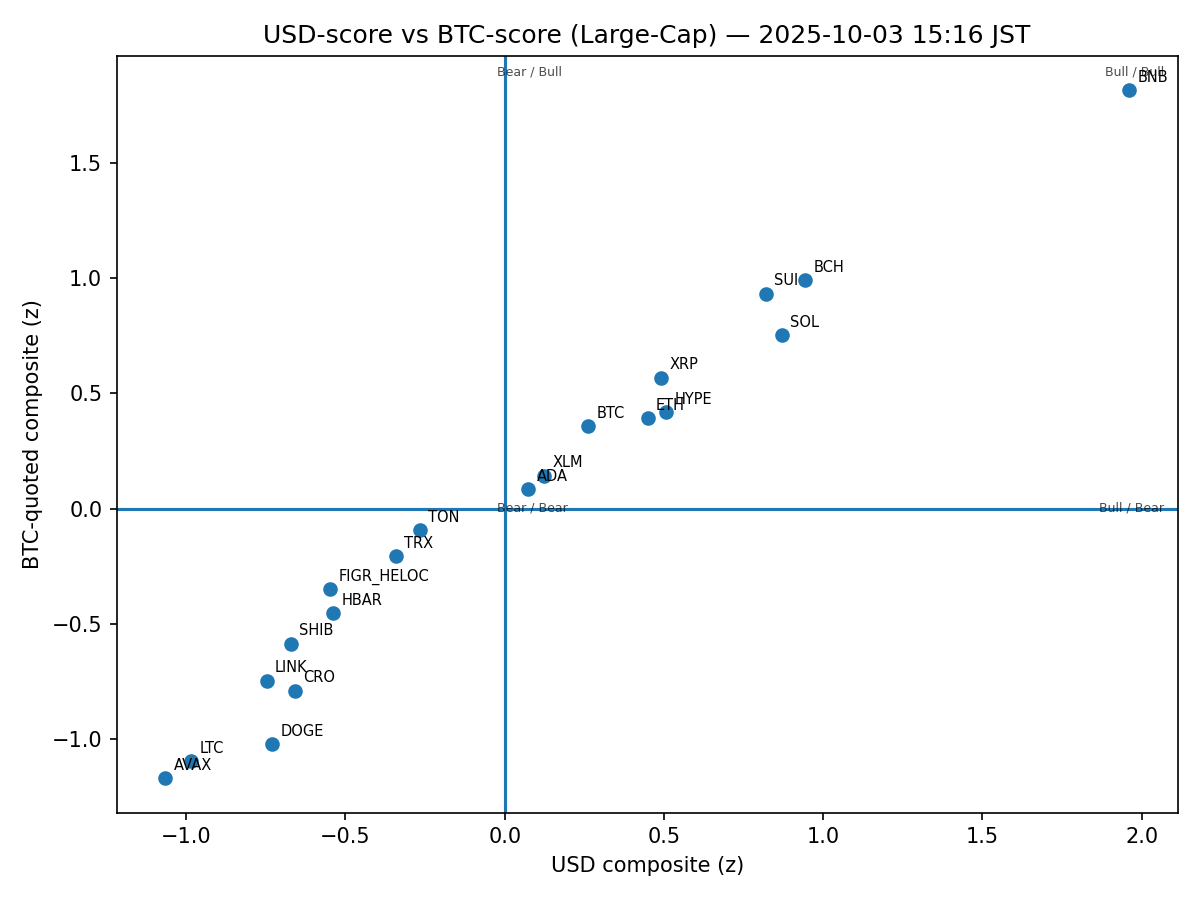 USD-score vs BTC-score (Large-Cap) — 2025-10-03 15:16 JST
Bear / Bull
Bull / Bull
BNB
1.5
BCH
SUI
1.0
SOL
XRP
HYPE
ETH
0.5
BTC
XLM
ADA
0.0
Bear / Bear
Bull / Bear
TON
TRX
FIGR_HELOC
HBAR
−0.5
SHIB
LINK
CRO
DOGE
−1.0
LTC
AVAX
−1.0 −0.5 0.0 0.5 1.0 1.5 2.0
USD composite (z)
BTC-quoted composite (z)